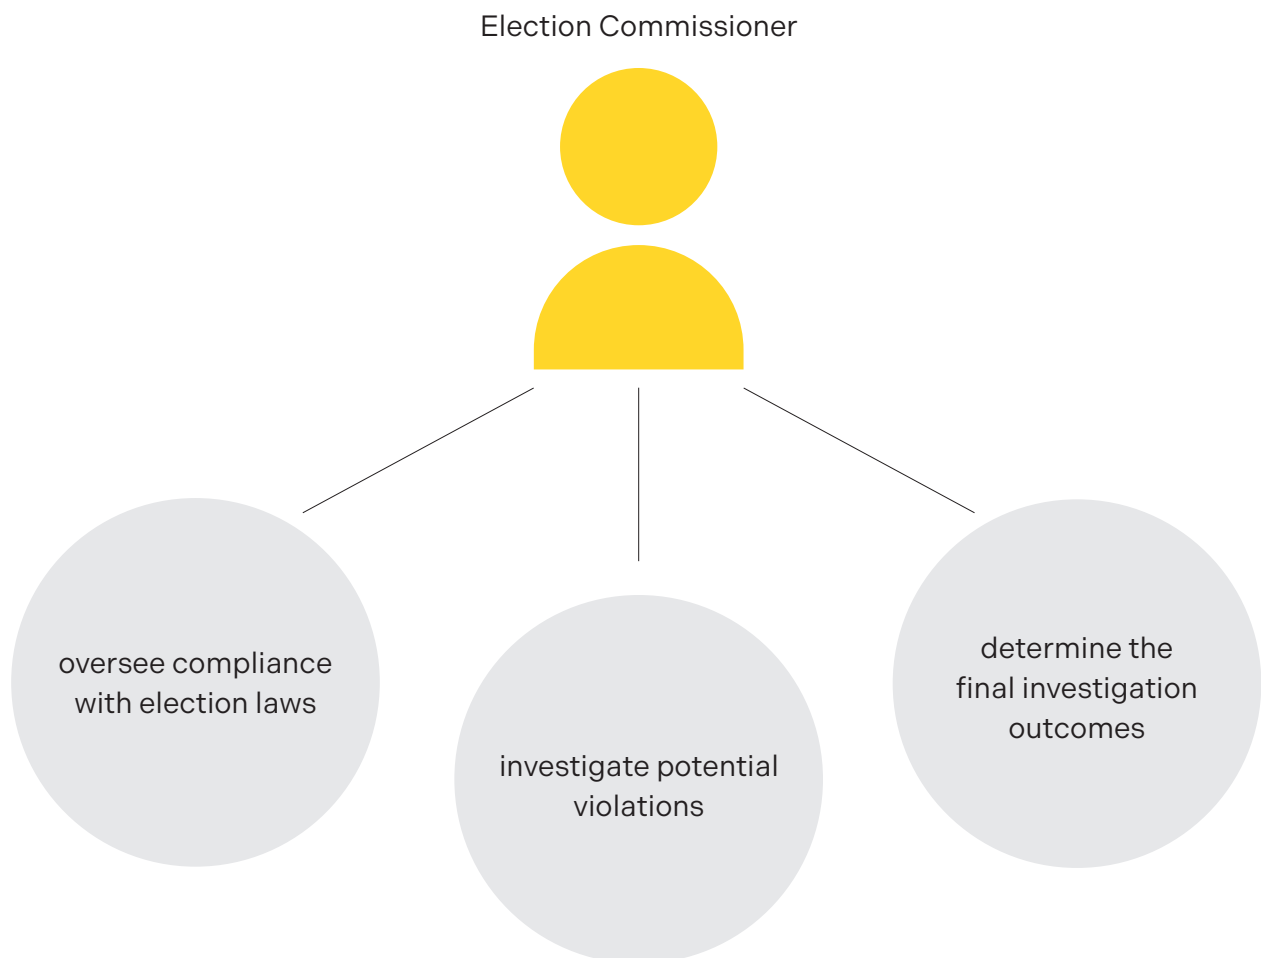 Election Commissioner
oversee compliance
with election laws
investigate potential
violations
determine the
final investigation
outcomes